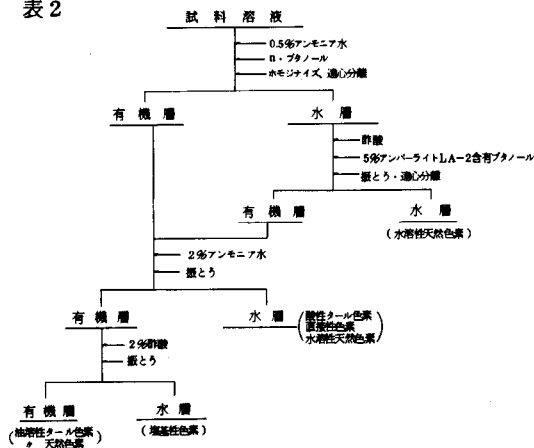 表2
試料溶液
0.5%アンモニア水
n・ブタノール
ホモジナイズ、遠心分離
有機層
水層
酢酸
5%アンバーライトLA-2含有ブタノール
振とう・遠心分離
有機層
水層
(水溶性天然色素)
2%アンモニア水
振とう
有機層
水層
酸性タール色素
直接性色素
水溶性天然色素
2%酢酸
振とう
有機層
水層
油溶性タール色素
〃 天然色素
(塩基性色素)